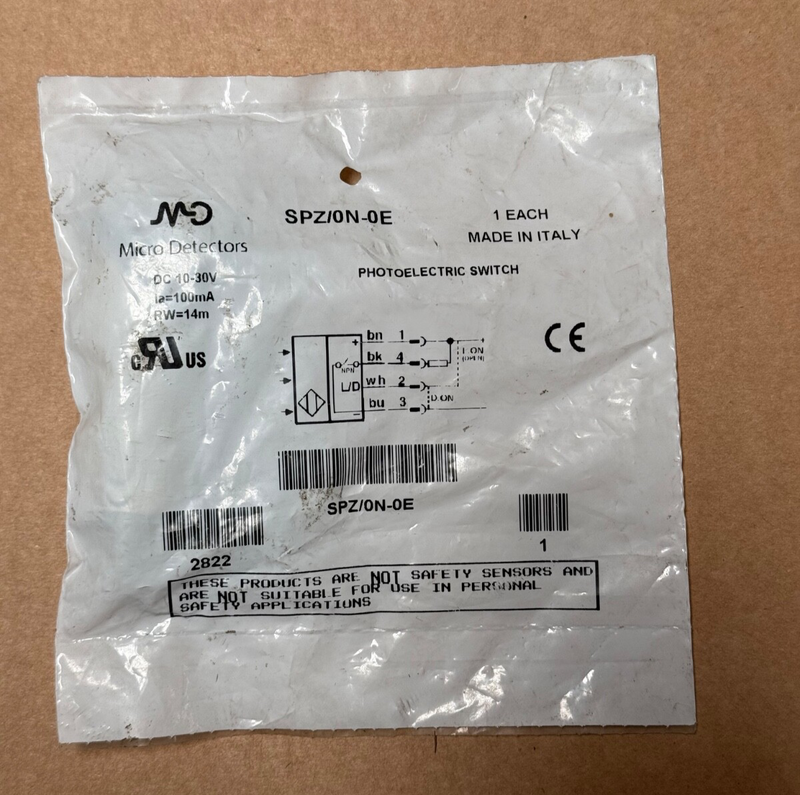 MD
Micro Detectors
DC 10-30V
Ia=100mA
RW=14m
SPZ/0N-0E
1 EACH
MADE IN ITALY
PHOTOELECTRIC SWITCH
c RU US
CE
+
bn 1
bk 4
NPN
L/D
wh 2
bu 3
-
L ON
(OPEN)
D ON
SPZ/0N-0E
2822
1
THESE PRODUCTS ARE NOT SAFETY SENSORS AND
ARE NOT SUITABLE FOR USE IN PERSONAL
SAFETY APPLICATIONS